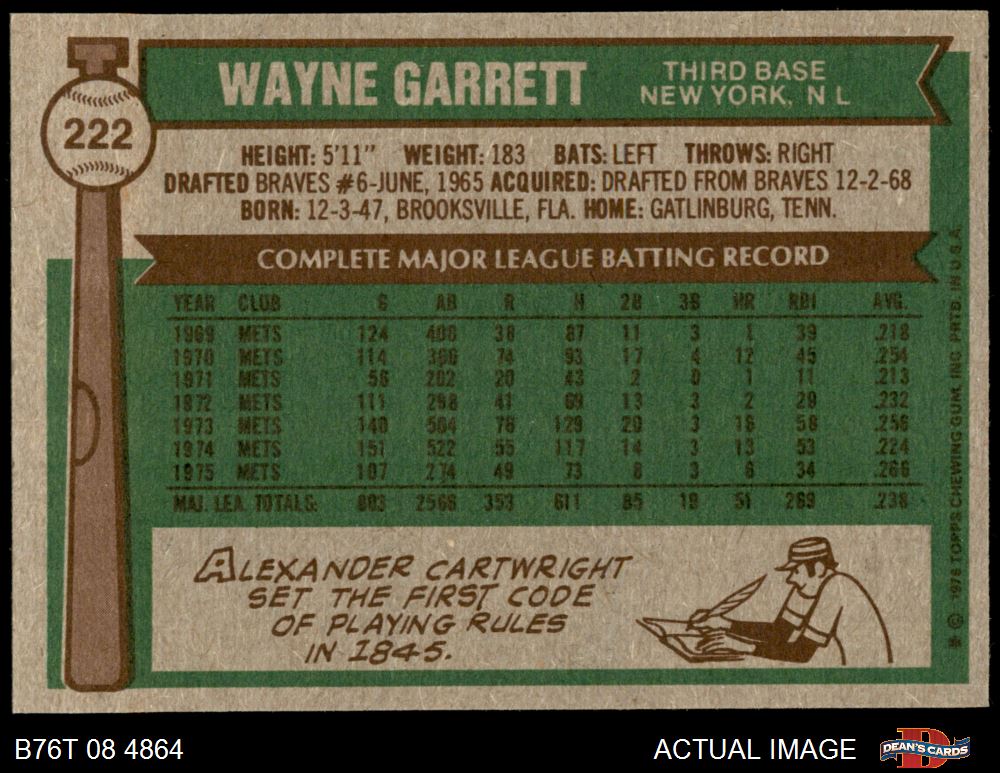 WAYNE GARRETT
THIRD BASE
NEW YORK, N L
222
HEIGHT: 5'11" WEIGHT: 183 BATS: LEFT THROWS: RIGHT
DRAFTED BRAVES #6-JUNE, 1965 ACQUIRED: DRAFTED FROM BRAVES 12-2-68
BORN: 12-3-47, BROOKSVILLE, FLA. HOME: GATLINBURG, TENN.
COMPLETE MAJOR LEAGUE BATTING RECORD
YEAR CLUB G AB R H 2B 3B HR RBI AVG.
1969 METS 124 400 38 87 11 3 1 39 .218
1970 METS 114 366 74 93 17 4 12 45 .254
1971 METS 56 202 20 43 2 0 1 11 .213
1972 METS 111 298 41 69 13 3 2 29 .232
1973 METS 140 504 76 129 20 3 16 58 .256
1974 METS 151 522 55 117 14 3 13 53 .224
1975 METS 107 274 49 73 8 3 6 34 .266
MAJ. LEA. TOTALS: 803 2566 353 611 85 19 51 269 .238
ALEXANDER CARTWRIGHT
SET THE FIRST CODE
OF PLAYING RULES
IN 1845.
* © 1976 TOPPS CHEWING GUM, INC. PRTD. IN U.S.A.
B76T 08 4864
ACTUAL IMAGE
DEAN'S CARDS